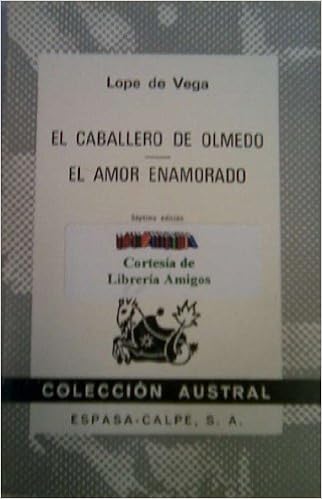 Lope de Vega
EL CABALLERO DE OLMEDO
EL AMOR ENAMORADO
Séptima edición
Cortesía de
Librería Amigos
COLECCIÓN AUSTRAL
ESPASA-CALPE, S. A.